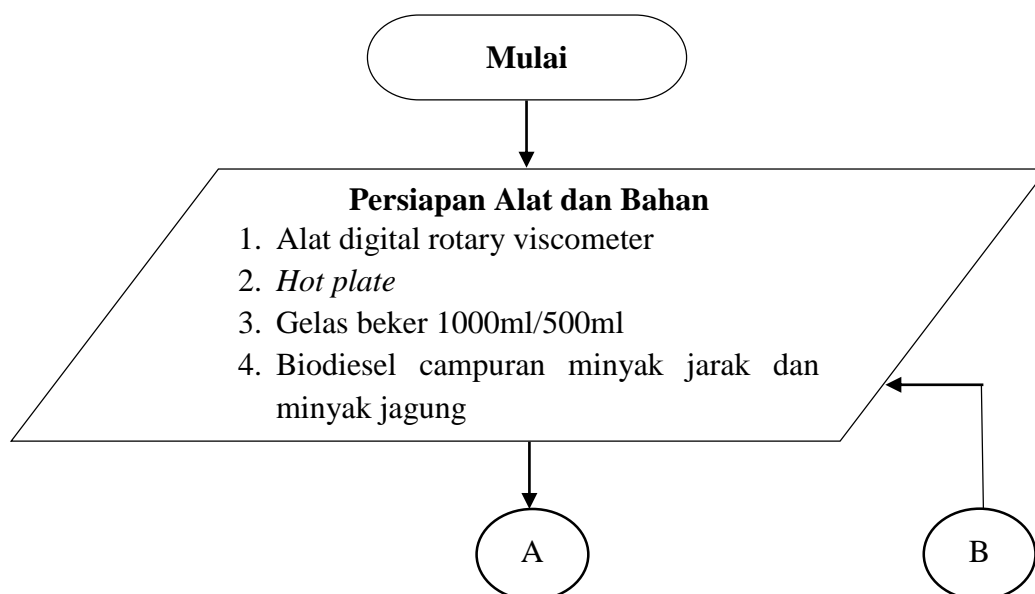 Mulai
Persiapan Alat dan Bahan
1. Alat digital rotary viscometer
2. Hot plate
3. Gelas beker 1000ml/500ml
4. Biodiesel campuran minyak jarak dan
minyak jagung
A
B